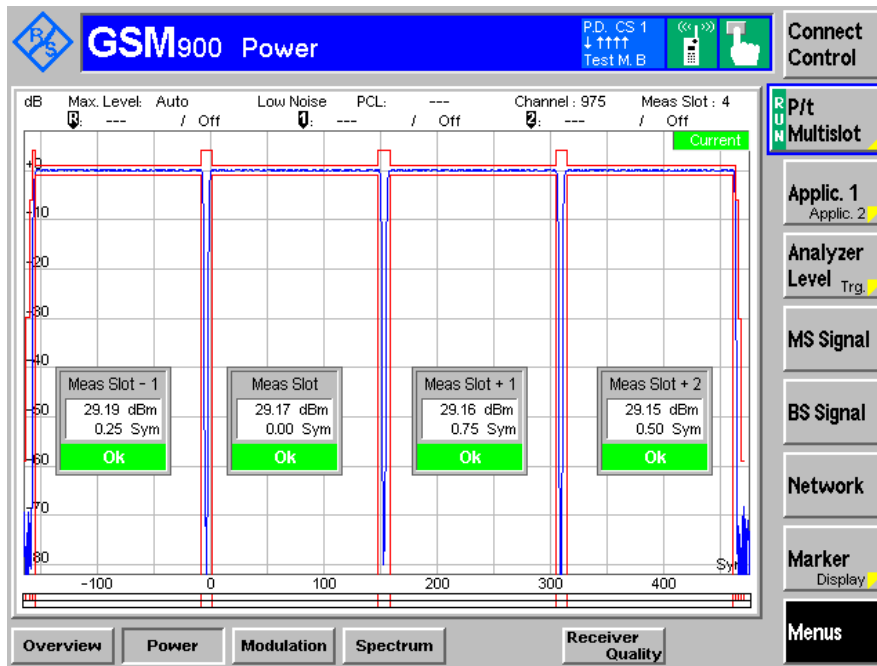 R&S
GSM900 Power
P.D. CS 1
↓ ↑↑↑↑
Test M. B
Connect Control
dB Max. Level: Auto Low Noise PCL: --- Channel : 975 Meas Slot : 4
R: --- / Off 1: --- / Off 2: --- / Off
Current
RUN
P/t Multislot
Applic. 1
Applic. 2
Analyzer Level Trg.
MS Signal
BS Signal
Network
Marker
Display
Menus
+0
-10
-20
-30
-40
-50
-60
-70
-80
Meas Slot - 1
29.19 dBm
0.25 Sym
Ok
Meas Slot
29.17 dBm
0.00 Sym
Ok
Meas Slot + 1
29.16 dBm
0.75 Sym
Ok
Meas Slot + 2
29.15 dBm
0.50 Sym
Ok
-100 0 100 200 300 400
Overview Power Modulation Spectrum Receiver Quality